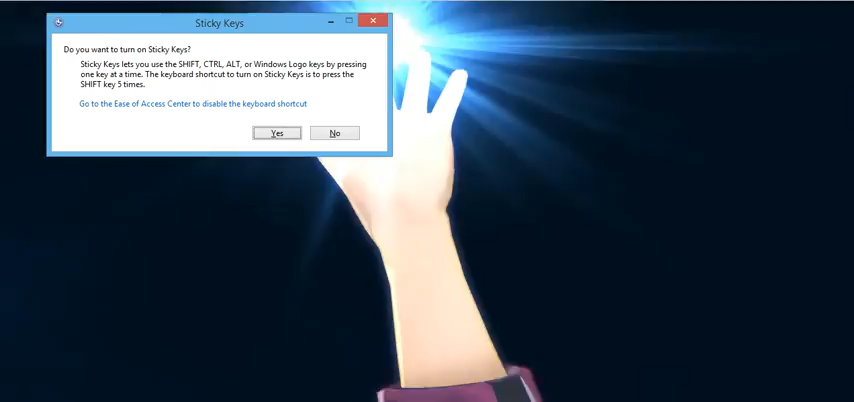 Sticky Keys
Do you want to turn on Sticky Keys?
Sticky Keys lets you use the SHIFT, CTRL, ALT, or Windows Logo keys by pressing
one key at a time. The keyboard shortcut to turn on Sticky Keys is to press the
SHIFT key 5 times.
Go to the Ease of Access Center to disable the keyboard shortcut
Yes
No